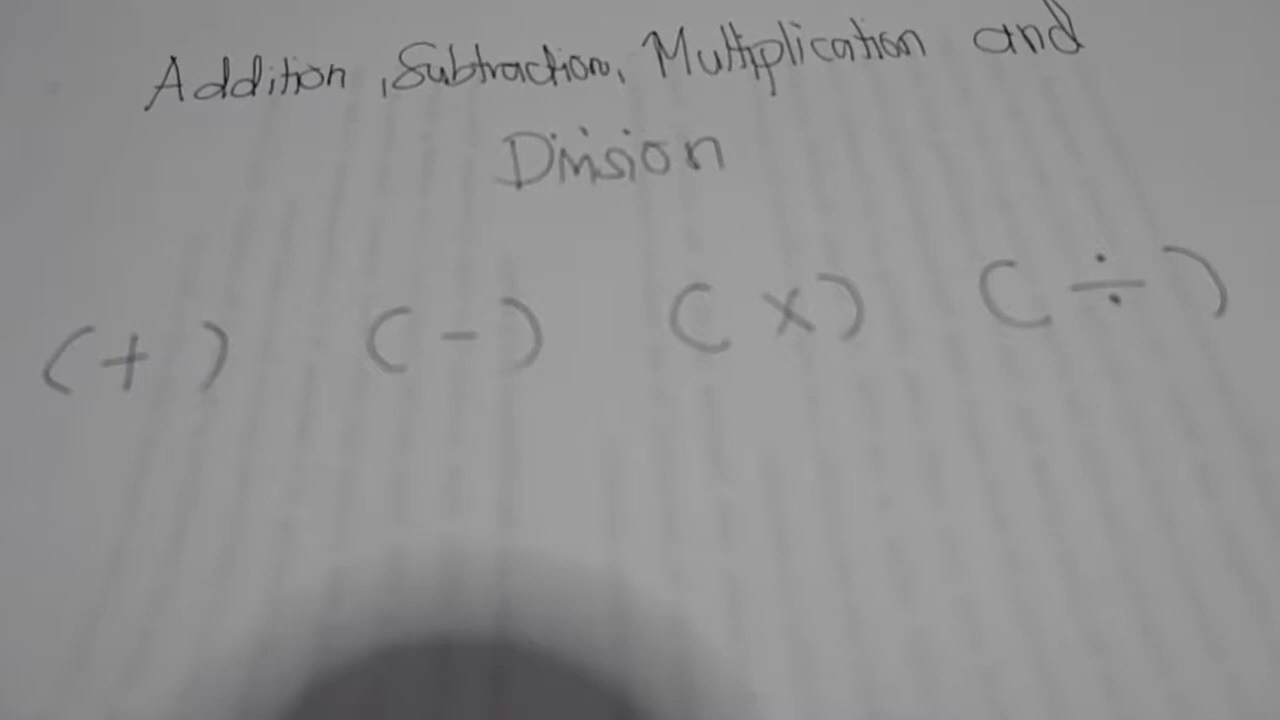 Addition, Subtraction, Multiplication and
Division
(+) (-) (×) (÷)